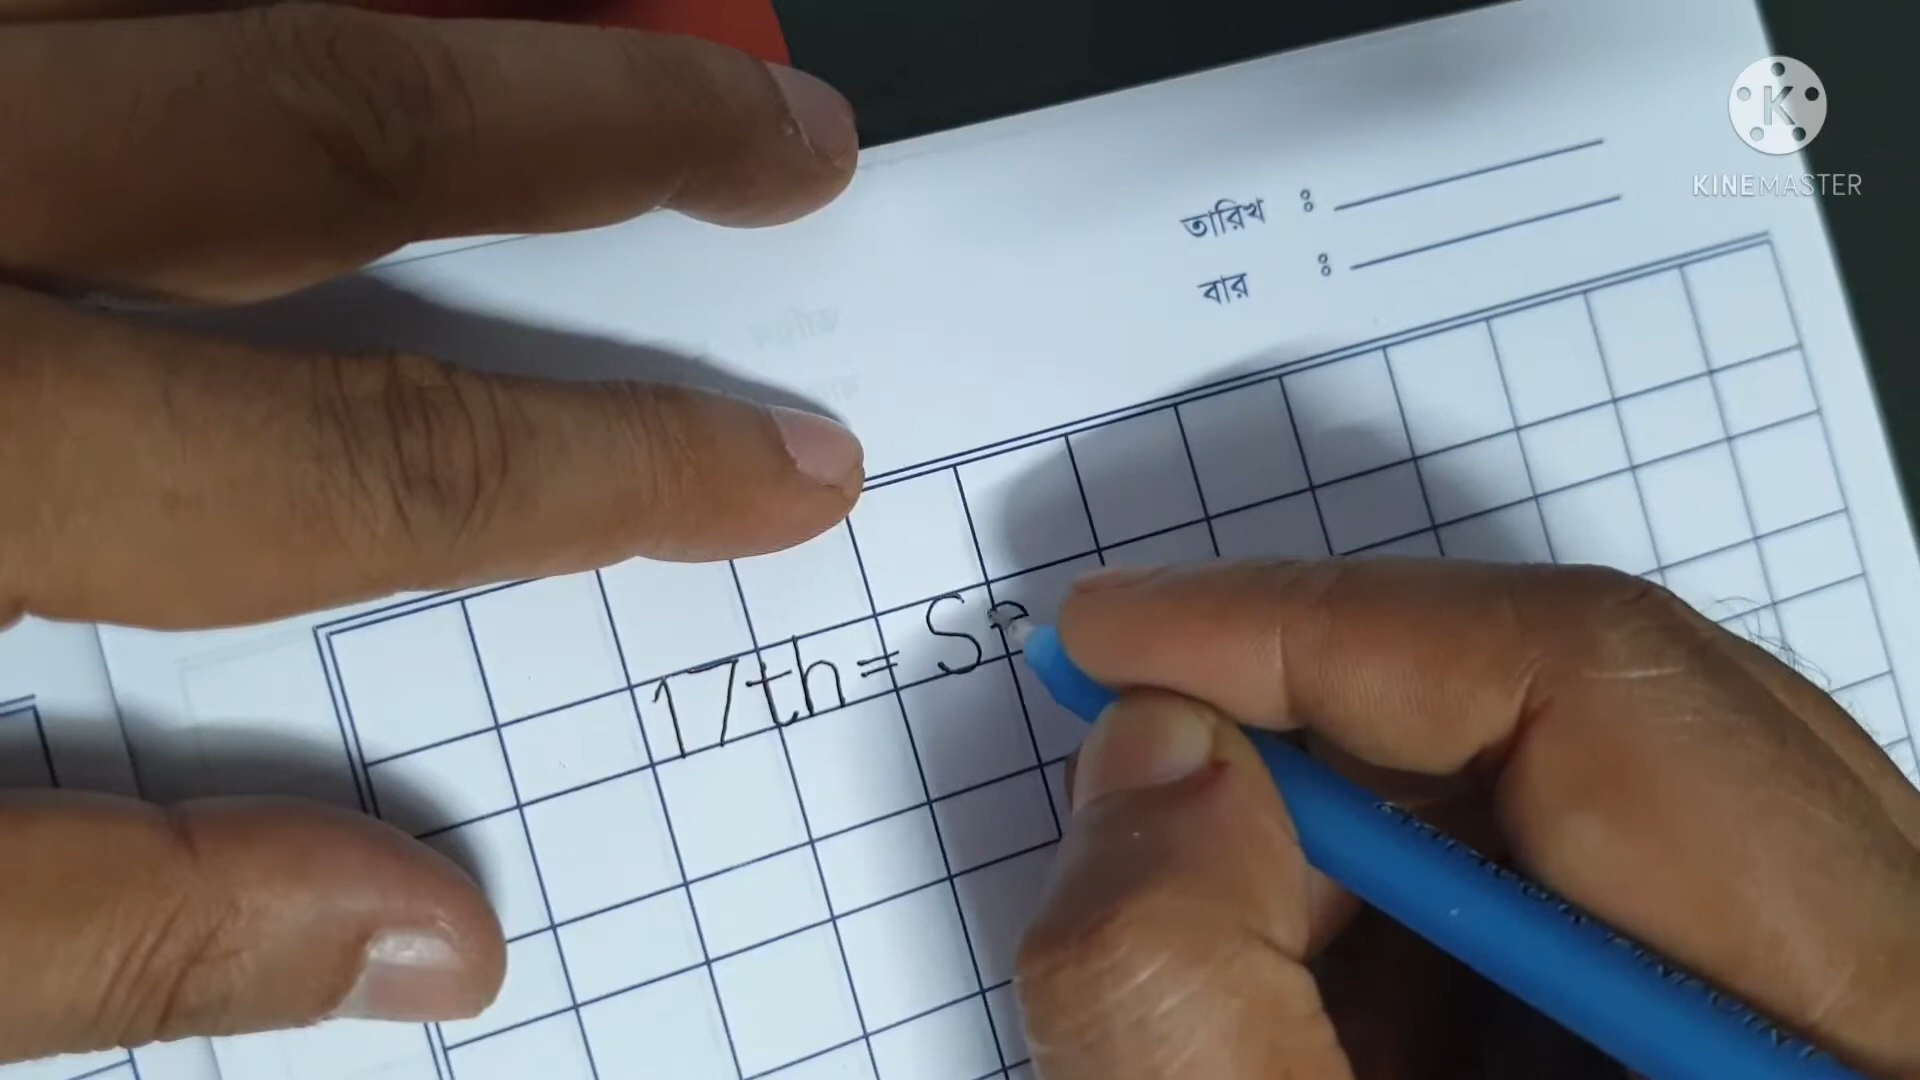 KINEMASTER
তারিখ :
বার :
17th = Se